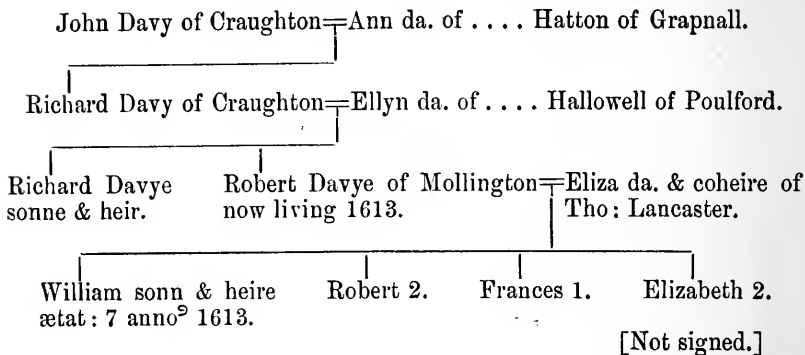 John Davy of Craughton=Ann da. of .... Hatton of Grapnall.
Richard Davy of Craughton=Ellyn da. of .... Hallowell of Poulford.
Richard Davye Robert Davye of Mollington=Eliza da. & coheire of
sonne & heir. now living 1613. Tho: Lancaster.
William sonn & heire Robert 2. Frances 1. Elizabeth 2.
ætat: 7 annoꝰ 1613.
[Not signed.]